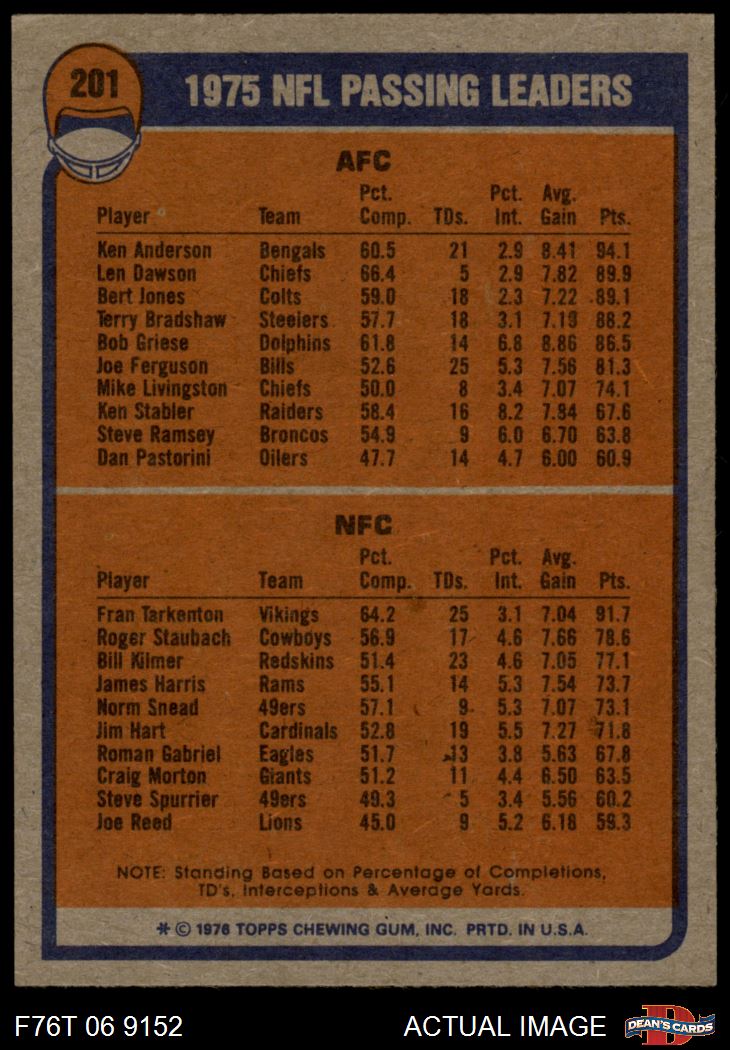 201
1975 NFL PASSING LEADERS
AFC
Pct. Pct. Avg.
Player Team Comp. TDs. Int. Gain Pts.
Ken Anderson Bengals 60.5 21 2.9 8.41 94.1
Len Dawson Chiefs 66.4 5 2.9 7.82 89.9
Bert Jones Colts 59.0 18 2.3 7.22 89.1
Terry Bradshaw Steelers 57.7 18 3.1 7.19 88.2
Bob Griese Dolphins 61.8 14 6.8 8.86 86.5
Joe Ferguson Bills 52.6 25 5.3 7.56 81.3
Mike Livingston Chiefs 50.0 8 3.4 7.07 74.1
Ken Stabler Raiders 58.4 16 8.2 7.84 67.6
Steve Ramsey Broncos 54.9 9 6.0 6.70 63.8
Dan Pastorini Oilers 47.7 14 4.7 6.00 60.9
NFC
Pct. Pct. Avg.
Player Team Comp. TDs. Int. Gain Pts.
Fran Tarkenton Vikings 64.2 25 3.1 7.04 91.7
Roger Staubach Cowboys 56.9 17 4.6 7.66 78.6
Bill Kilmer Redskins 51.4 23 4.6 7.05 77.1
James Harris Rams 55.1 14 5.3 7.54 73.7
Norm Snead 49ers 57.1 9 5.3 7.07 73.1
Jim Hart Cardinals 52.8 19 5.5 7.27 71.8
Roman Gabriel Eagles 51.7 13 3.8 5.63 67.8
Craig Morton Giants 51.2 11 4.4 6.50 63.5
Steve Spurrier 49ers 49.3 5 3.4 5.56 60.2
Joe Reed Lions 45.0 9 5.2 6.18 59.3
NOTE: Standing Based on Percentage of Completions,
TD's, Interceptions & Average Yards.
* © 1976 TOPPS CHEWING GUM, INC. PRTD. IN U.S.A.
F76T 06 9152 ACTUAL IMAGE D DEAN'S CARDS